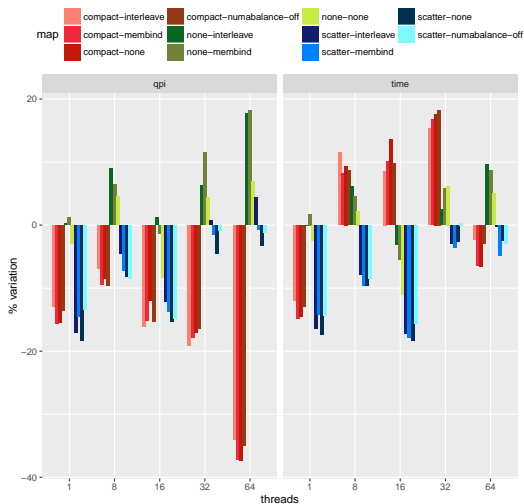 compact-interleave compact-numabalance-off none-none scatter-none
map compact-membind none-interleave scatter-interleave scatter-numabalance-off
compact-none none-membind scatter-membind
qpi time
20
0
−20
−40
% variation
1 8 16 32 64 1 8 16 32 64
threads